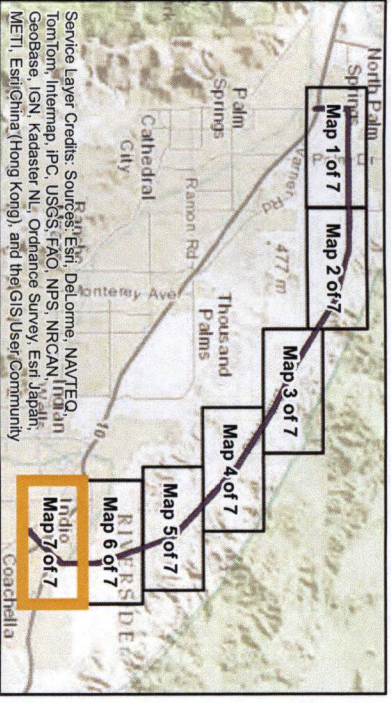 North Palm
Springs
Map 1 of 7
Map 2 of 7
Map 3 of 7
Map 4 of 7
Map 5 of 7
Map 6 of 7
Map 7 of 7
Palm
Springs
Varner Rd
477 m
Cathedral
City
Ramon Rd
Thousand
Palms
Monterey Ave
10
Indian
RIVERSIDE
Indio
Coachella
Service Layer Credits: Sources: Esri, DeLorme, NAVTEQ,
TomTom, Intermap, iPC, USGS, FAO, NPS, NRCAN,
GeoBase, IGN, Kadaster NL, Ordnance Survey, Esri Japan,
METI, Esri China (Hong Kong), and the GIS User Community